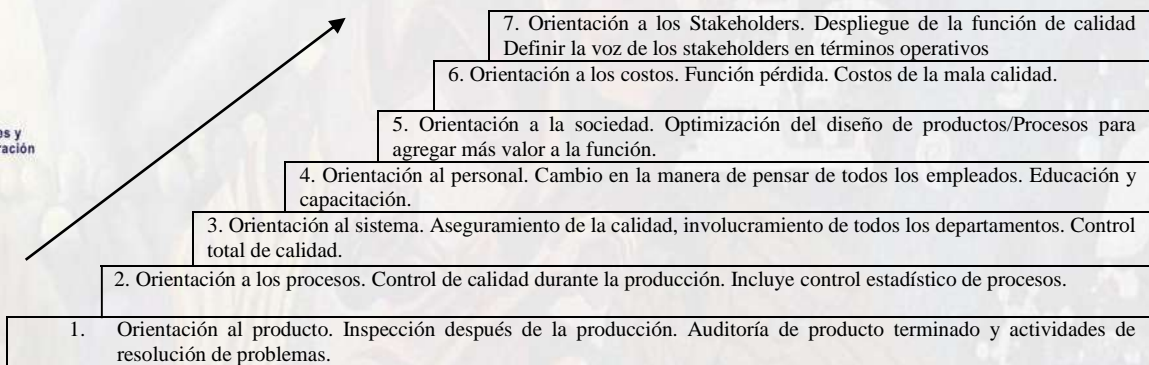 7. Orientación a los Stakeholders. Despliegue de la función de calidad
Definir la voz de los stakeholders en términos operativos
6. Orientación a los costos. Función pérdida. Costos de la mala calidad.
5. Orientación a la sociedad. Optimización del diseño de productos/Procesos para
agregar más valor a la función.
4. Orientación al personal. Cambio en la manera de pensar de todos los empleados. Educación y
capacitación.
3. Orientación al sistema. Aseguramiento de la calidad, involucramiento de todos los departamentos. Control
total de calidad.
2. Orientación a los procesos. Control de calidad durante la producción. Incluye control estadístico de procesos.
1. Orientación al producto. Inspección después de la producción. Auditoría de producto terminado y actividades de
resolución de problemas.